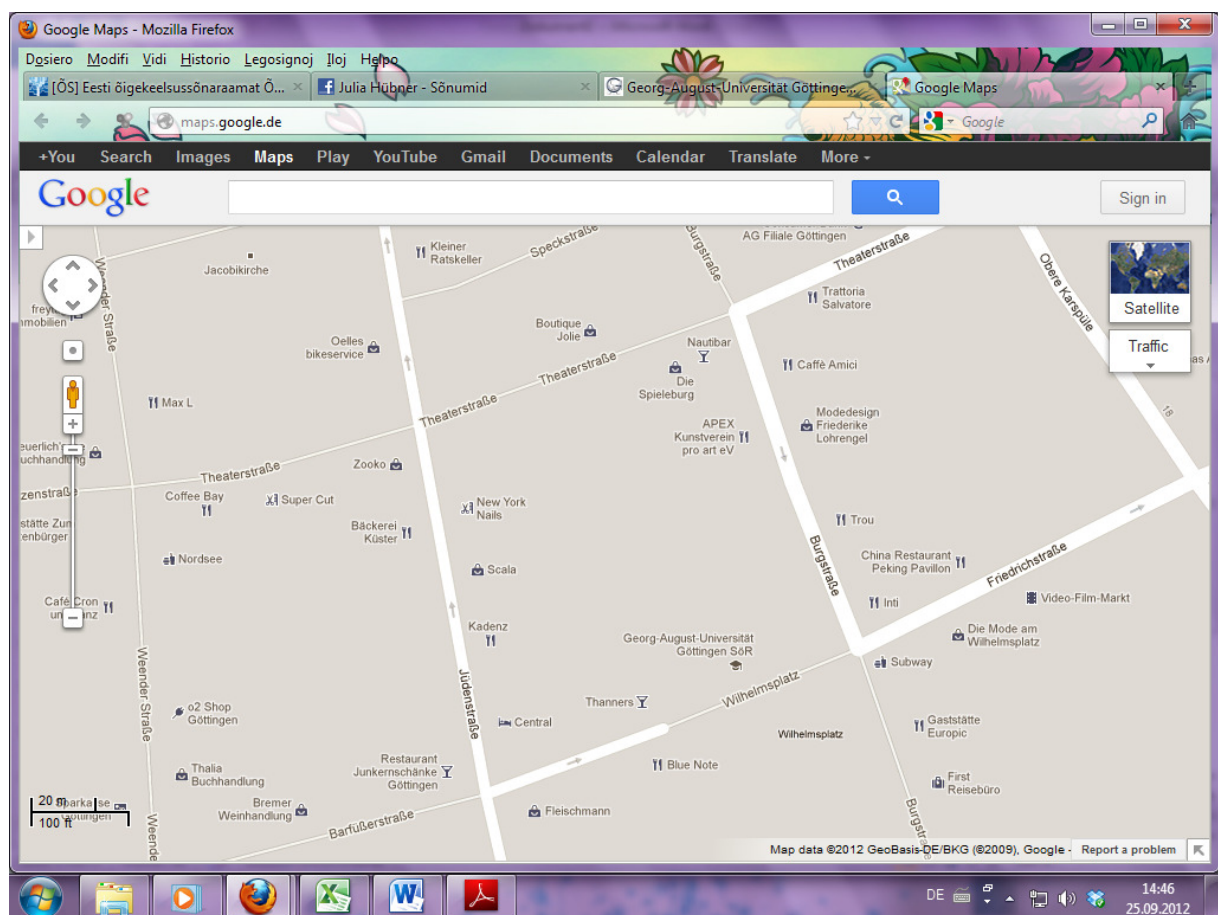 Google Maps - Mozilla Firefox
Dosiero Modifi Vidi Historio Legosignoj Iloj Helpo
[ÕS] Eesti õigekeelsussõnaraamat Õ...
Julia Hübner - Sõnumid
Georg-August-Universität Göttinge...
Google Maps
maps.google.de
Google
+You Search Images Maps Play YouTube Gmail Documents Calendar Translate More
Google
Sign in
Kleiner
Ratskeller
Speckstraße
Burgstraße
AG Filiale Göttingen
Theaterstraße
Obere Karspüle
Satellite
Traffic
Jacobikirche
Weender Straße
Trattoria
Salvatore
Oelles
bikeservice
Boutique
Jolie
Nautibar
Theaterstraße
Die
Spieleburg
Caffè Amici
18
Max L
Theaterstraße
APEX
Kunstverein
pro art eV
Modedesign
Friederike
Lohrengel
Theaterstraße
Zooko
Coffee Bay
Super Cut
New York
Nails
Bäckerei
Küster
Trou
Nordsee
Scala
Burgstraße
China Restaurant
Peking Pavillon
Friedrichstraße
Inti
Video-Film-Markt
Kadenz
Georg-August-Universität
Göttingen SöR
Die Mode am
Wilhelmsplatz
Subway
Weender Straße
Jüdenstraße
Wilhelmsplatz
o2 Shop
Göttingen
Thanners
Central
Wilhelmsplatz
Gaststätte
Europic
Thalia
Buchhandlung
Restaurant
Junkernschänke
Göttingen
Blue Note
First
Reisebüro
20 m
100 ft
Bremer
Weinhandlung
Barfüßerstraße
Fleischmann
Weende
Burgstr
Map data ©2012 GeoBasis-DE/BKG (©2009), Google -
Report a problem
DE
14:46
25.09.2012